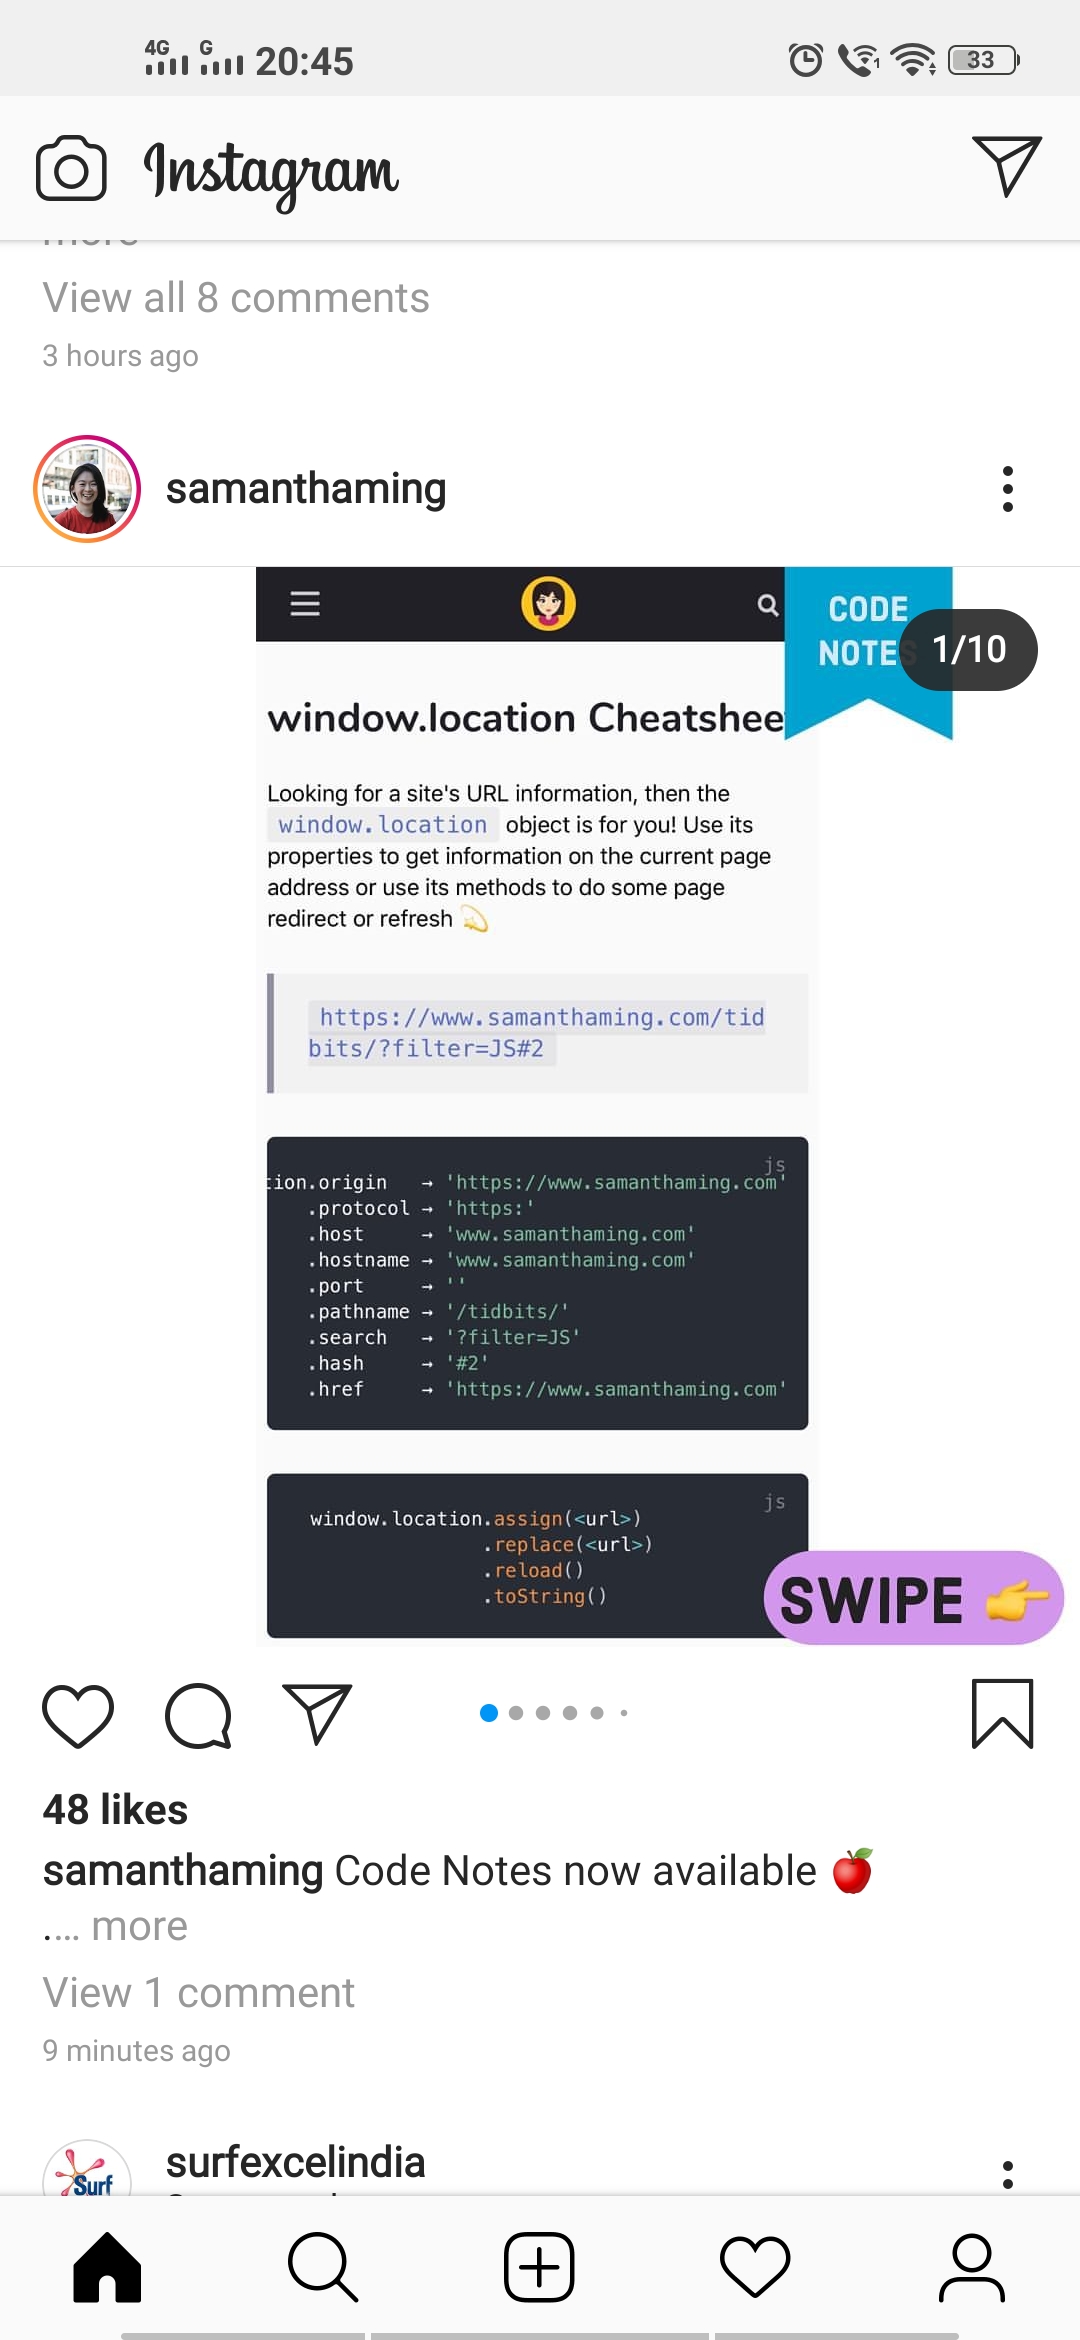 4G G 20:45 1 33
Instagram
more
View all 8 comments
3 hours ago
samanthaming
CODE
NOTES 1/10
window.location Cheatshee
Looking for a site's URL information, then the
window.location object is for you! Use its
properties to get information on the current page
address or use its methods to do some page
redirect or refresh 💫
https://www.samanthaming.com/tid
bits/?filter=JS#2
js
tion.origin → 'https://www.samanthaming.com'
.protocol → 'https:'
.host → 'www.samanthaming.com'
.hostname → 'www.samanthaming.com'
.port → ''
.pathname → '/tidbits/'
.search → '?filter=JS'
.hash → '#2'
.href → 'https://www.samanthaming.com'
js
window.location.assign(<url>)
.replace(<url>)
.reload()
.toString()
SWIPE 👉
48 likes
samanthaming Code Notes now available 🍎
.... more
View 1 comment
9 minutes ago
surfexcelindia
Surf